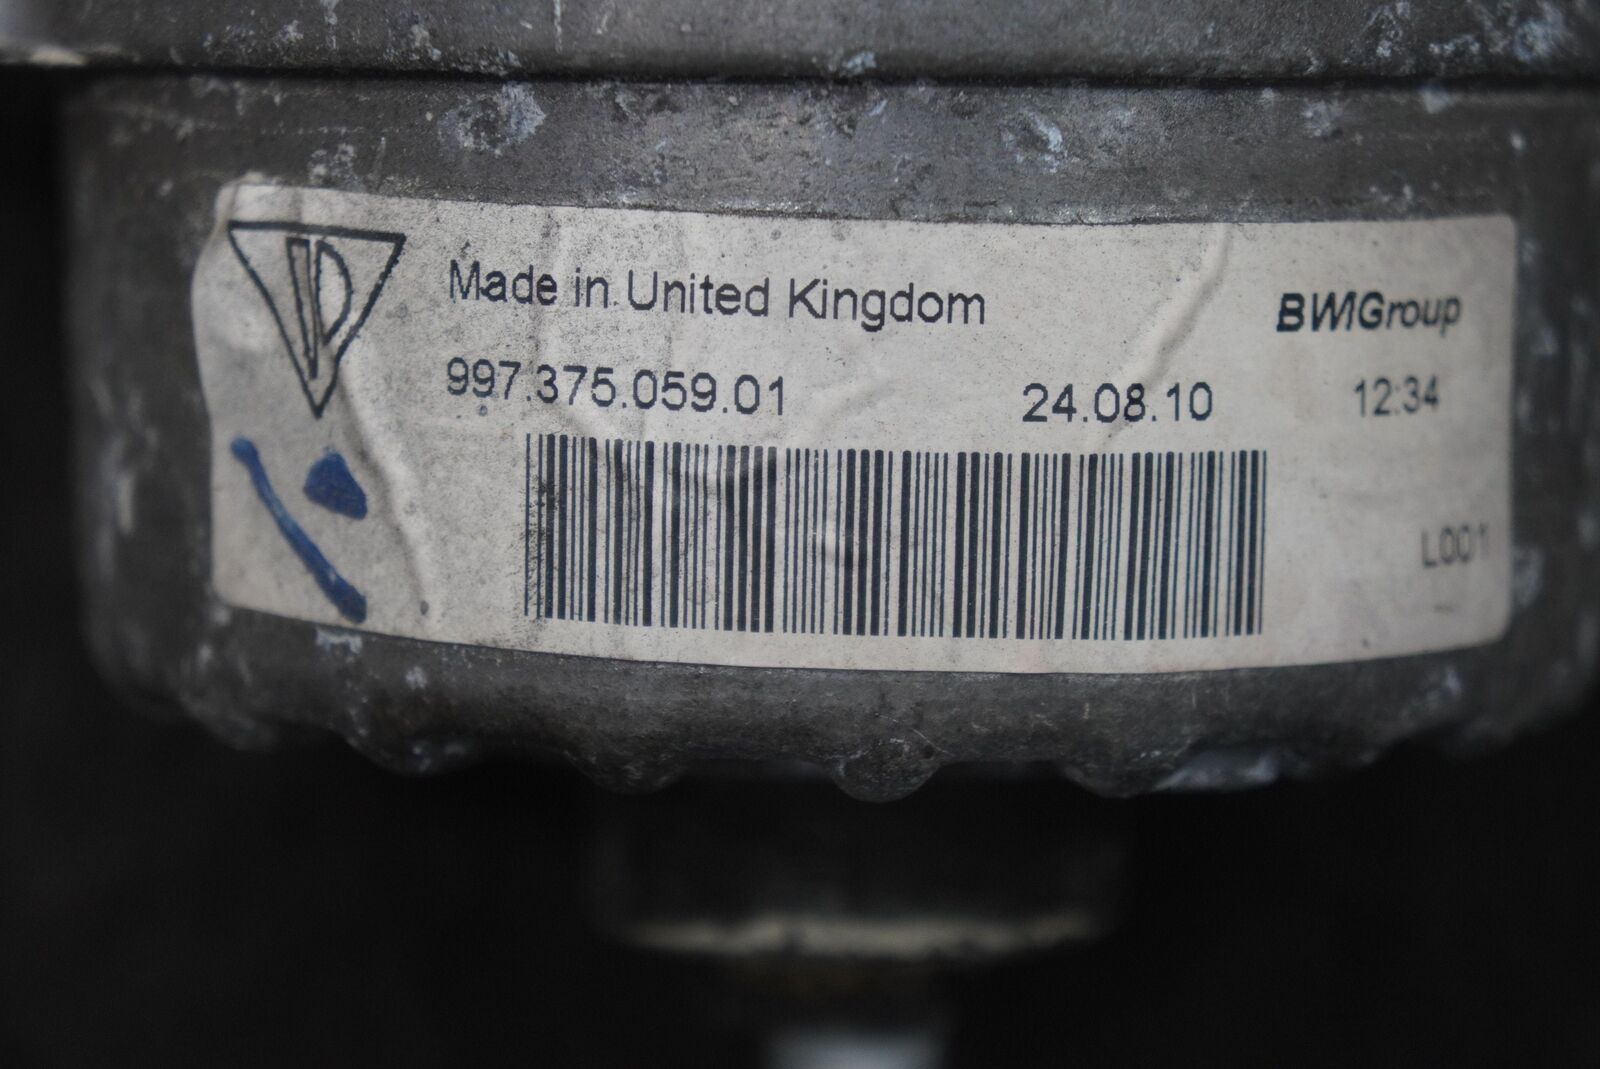 Made in United Kingdom BWIGroup
997.375.059.01 24.08.10 12:34
L001